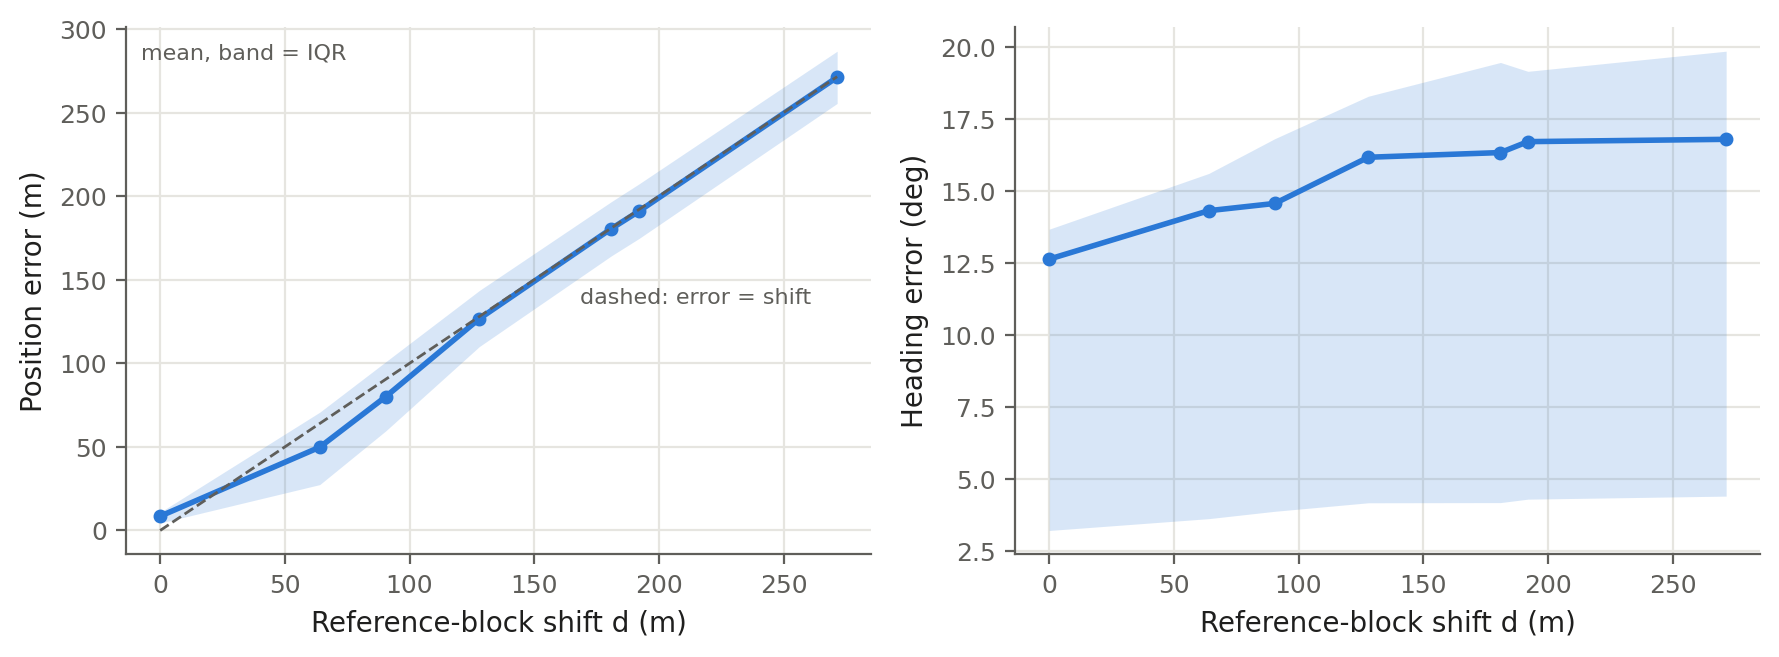 300
250
200
150
100
50
0
Position error (m)
mean, band = IQR
dashed: error = shift
0 50 100 150 200 250
Reference-block shift d (m)
20.0
17.5
15.0
12.5
10.0
7.5
5.0
2.5
Heading error (deg)
0 50 100 150 200 250
Reference-block shift d (m)